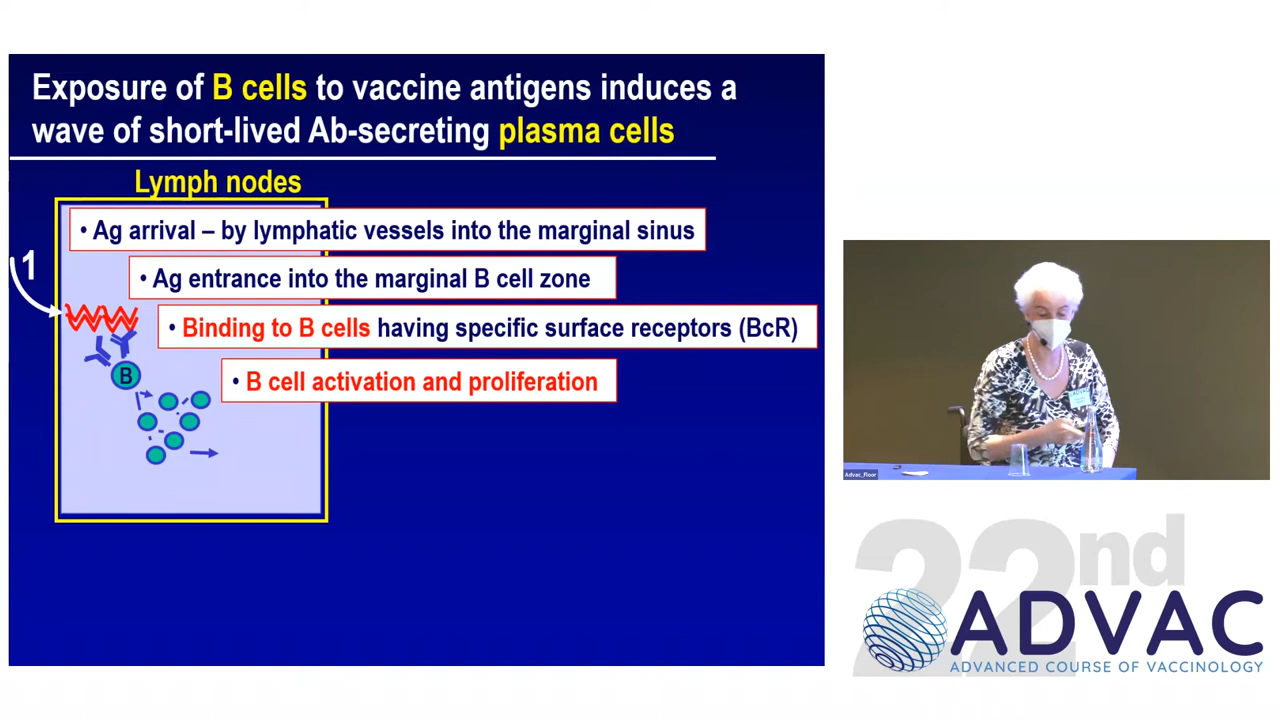 Exposure of B cells to vaccine antigens induces a
wave of short-lived Ab-secreting plasma cells
Lymph nodes
• Ag arrival – by lymphatic vessels into the marginal sinus
1
• Ag entrance into the marginal B cell zone
• Binding to B cells having specific surface receptors (BcR)
B
• B cell activation and proliferation
ADVAC
Advac_Floor
22nd
ADVAC
ADVANCED COURSE OF VACCINOLOGY